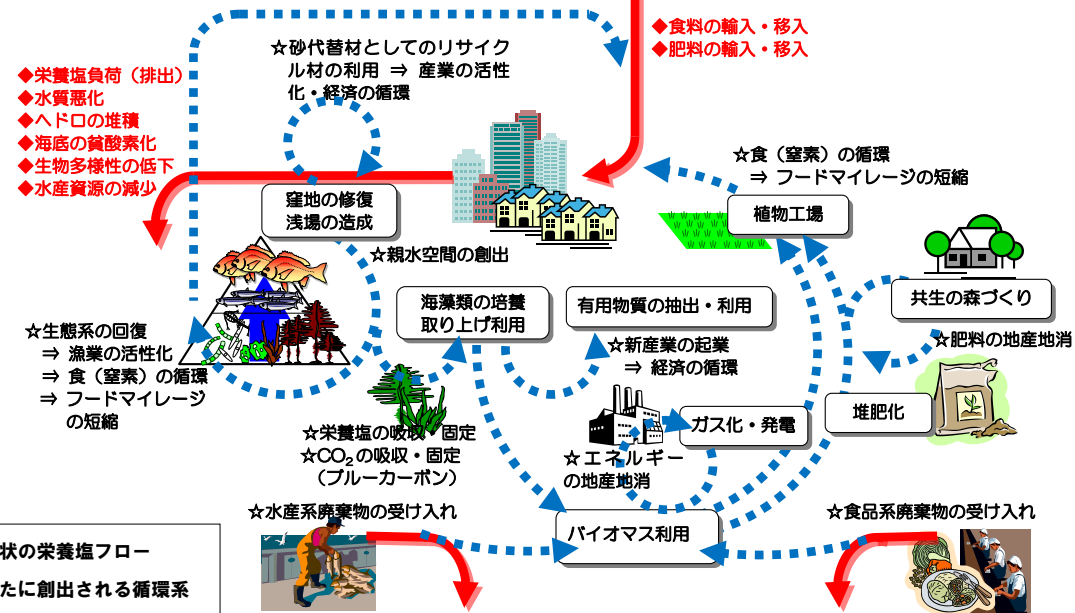 ◆食料の輸入・移入
◆肥料の輸入・移入
☆砂代替材としてのリサイク
ル材の利用 ⇒ 産業の活性
化・経済の循環
◆栄養塩負荷（排出）
◆水質悪化
◆ヘドロの堆積
◆海底の貧酸素化
◆生物多様性の低下
◆水産資源の減少
☆食（窒素）の循環
⇒ フードマイレージの短縮
窪地の修復
浅場の造成
植物工場
☆親水空間の創出
海藻類の培養
取り上げ利用
有用物質の抽出・利用
共生の森づくり
☆生態系の回復
⇒ 漁業の活性化
⇒ 食（窒素）の循環
⇒ フードマイレージ
の短縮
☆新産業の起業
⇒ 経済の循環
☆肥料の地産地消
堆肥化
ガス化・発電
☆栄養塩の吸収・固定
☆CO₂の吸収・固定
（ブルーカーボン）
☆エネルギー
の地産地消
☆水産系廃棄物の受け入れ
バイオマス利用
☆食品系廃棄物の受け入れ
状の栄養塩フロー
たに創出される循環系